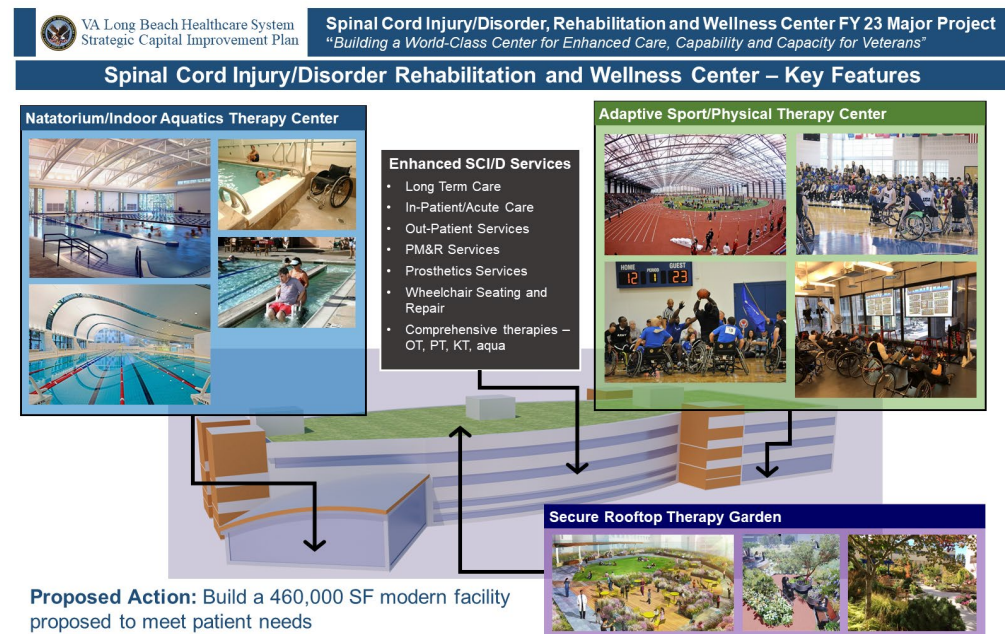 VA Long Beach Healthcare System
Strategic Capital Improvement Plan
Spinal Cord Injury/Disorder, Rehabilitation and Wellness Center FY 23 Major Project
“Building a World-Class Center for Enhanced Care, Capability and Capacity for Veterans”
Spinal Cord Injury/Disorder Rehabilitation and Wellness Center – Key Features
Natatorium/Indoor Aquatics Therapy Center
Enhanced SCI/D Services
• Long Term Care
• In-Patient/Acute Care
• Out-Patient Services
• PM&R Services
• Prosthetics Services
• Wheelchair Seating and
Repair
• Comprehensive therapies –
OT, PT, KT, aqua
Adaptive Sport/Physical Therapy Center
HOME PERIOD GUEST
12 1 23
Secure Rooftop Therapy Garden
Proposed Action: Build a 460,000 SF modern facility
proposed to meet patient needs